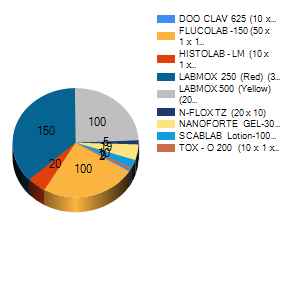 DOO CLAV 625 (10 x...
FLUCOLAB -150 (50 x
1 x 1...
HISTOLAB - LM (10 x
1 x...
LABMOX 250 (Red) (3...
LABMOX 500 (Yellow)
(20...
N-FLOX TZ (20 x 10)
NANOFORTE GEL-30...
SCABLAB Lotion-100...
TOX - O 200 (10 x 1 x...
150
100
20
100
5